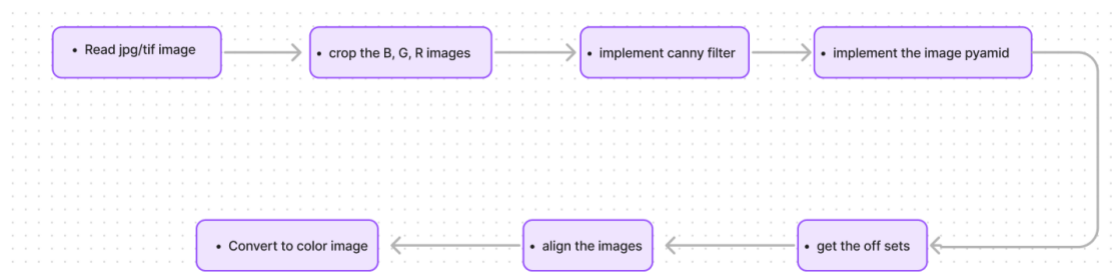 • Read jpg/tif image
• crop the B, G, R images
• implement canny filter
• implement the image pyamid
• get the off sets
• align the images
• Convert to color image